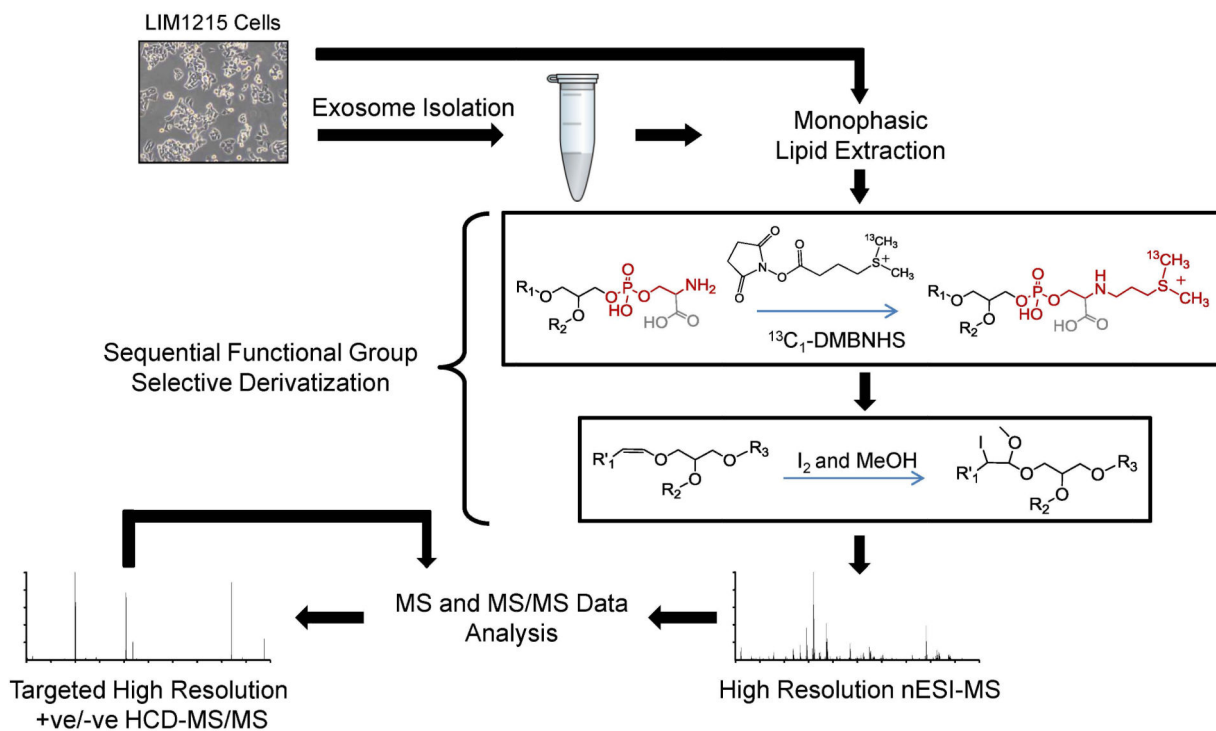 LIM1215 Cells
Exosome Isolation
Monophasic
Lipid Extraction
Sequential Functional Group
Selective Derivatization
R1
O
R2
O
O
P
O
HO
O
NH2
HO
O
O
N
O
O
O
13CH3
S
+
CH3
13C1-DMBNHS
R1
O
R2
O
O
P
O
HO
O
H
N
HO
O
13CH3
S
+
CH3
R'1
O
R2
O
O
R3
I2 and MeOH
I
O
R'1
O
R2
O
O
R3
MS and MS/MS Data
Analysis
Targeted High Resolution
+ve/-ve HCD-MS/MS
High Resolution nESI-MS